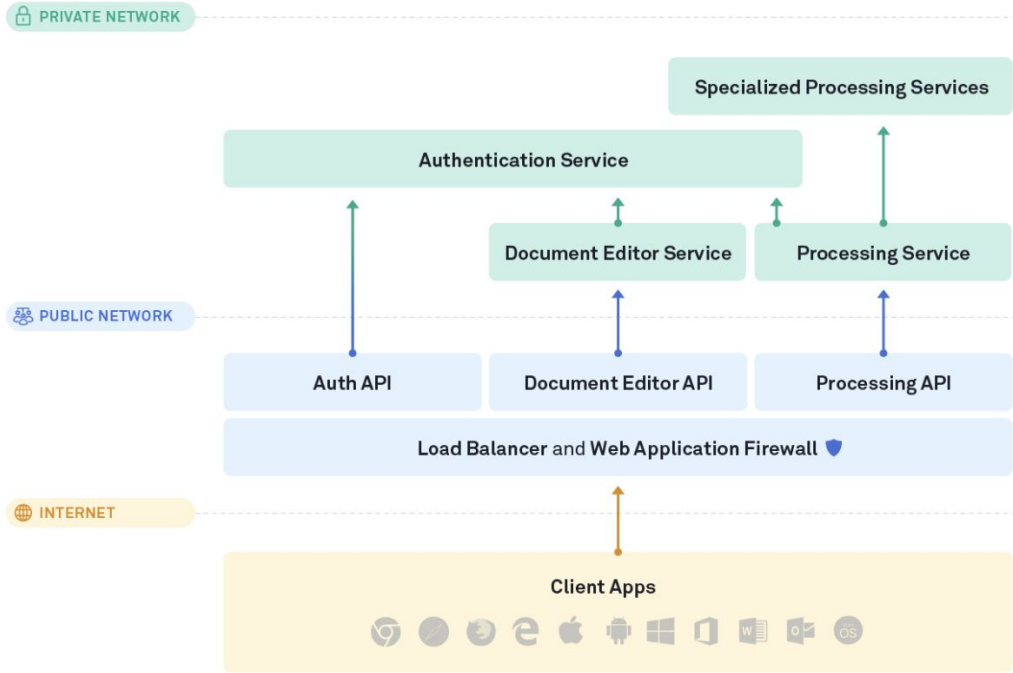 PRIVATE NETWORK
Specialized Processing Services
Authentication Service
Document Editor Service
Processing Service
PUBLIC NETWORK
Auth API
Document Editor API
Processing API
Load Balancer and Web Application Firewall
INTERNET
Client Apps
W
O
OS